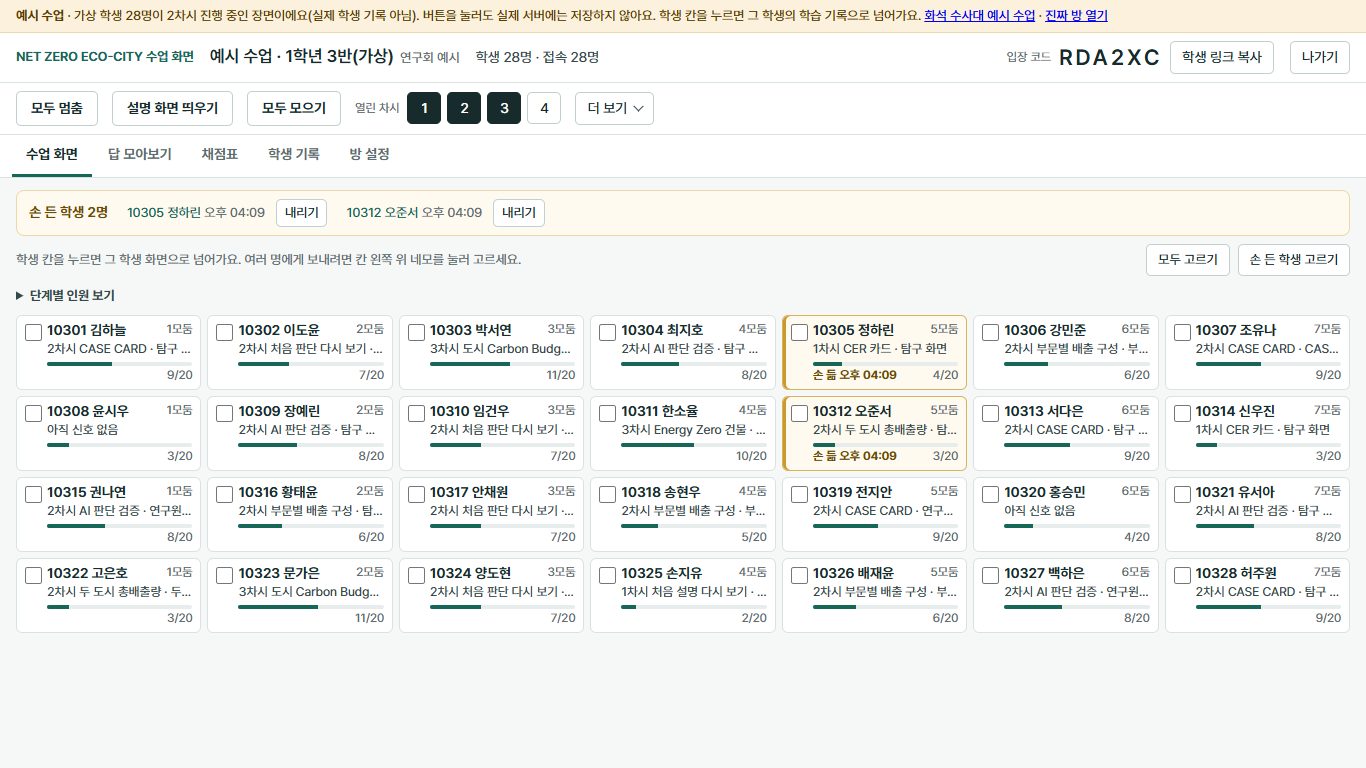 예시 수업 · 가상 학생 28명이 2차시 진행 중인 장면이에요(실제 학생 기록 아님). 버튼을 눌러도 실제 서버에는 저장하지 않아요. 학생 칸을 누르면 그 학생의 학습 기록으로 넘어가요. 화석 수사대 예시 수업 · 진짜 방 열기
NET ZERO ECO-CITY 수업 화면 예시 수업 · 1학년 3반(가상) 연구회 예시 학생 28명 · 접속 28명 입장 코드 RDA2XC 학생 링크 복사 나가기
모두 멈춤 설명 화면 띄우기 모두 모으기 열린 차시 1 2 3 4 더 보기
수업 화면 답 모아보기 채점표 학생 기록 방 설정
손 든 학생 2명 10305 정하린 오후 04:09 내리기 10312 오준서 오후 04:09 내리기
학생 칸을 누르면 그 학생 화면으로 넘어가요. 여러 명에게 보내려면 칸 왼쪽 위 네모를 눌러 고르세요. 모두 고르기 손 든 학생 고르기
▶ 단계별 인원 보기
10301 김하늘 1모둠
2차시 CASE CARD · 탐구 ...
9/20
10302 이도윤 2모둠
2차시 처음 판단 다시 보기 ·...
7/20
10303 박서연 3모둠
3차시 도시 Carbon Budg...
11/20
10304 최지호 4모둠
2차시 AI 판단 검증 · 탐구 ...
8/20
10305 정하린 5모둠
1차시 CER 카드 · 탐구 화면
손 듦 오후 04:09 4/20
10306 강민준 6모둠
2차시 부문별 배출 구성 · 부...
6/20
10307 조유나 7모둠
2차시 CASE CARD · CAS...
9/20
10308 윤시우 1모둠
아직 신호 없음
3/20
10309 장예린 2모둠
2차시 AI 판단 검증 · 탐구 ...
8/20
10310 임건우 3모둠
2차시 처음 판단 다시 보기 ·...
7/20
10311 한소율 4모둠
3차시 Energy Zero 건물 · ...
10/20
10312 오준서 5모둠
2차시 두 도시 총배출량 · 탐...
손 듦 오후 04:09 3/20
10313 서다은 6모둠
2차시 CASE CARD · 탐구 ...
9/20
10314 신우진 7모둠
1차시 CER 카드 · 탐구 화면
3/20
10315 권나연 1모둠
2차시 AI 판단 검증 · 연구원...
8/20
10316 황태윤 2모둠
2차시 부문별 배출 구성 · 탐...
6/20
10317 안채원 3모둠
2차시 처음 판단 다시 보기 ·...
7/20
10318 송현우 4모둠
2차시 부문별 배출 구성 · 부...
5/20
10319 전지안 5모둠
2차시 CASE CARD · 연구...
9/20
10320 홍승민 6모둠
아직 신호 없음
4/20
10321 유서아 7모둠
2차시 AI 판단 검증 · 탐구 ...
8/20
10322 고은호 1모둠
2차시 두 도시 총배출량 · 두...
3/20
10323 문가은 2모둠
3차시 도시 Carbon Budg...
11/20
10324 양도현 3모둠
2차시 처음 판단 다시 보기 ·...
7/20
10325 손지유 4모둠
1차시 처음 설명 다시 보기 · ...
2/20
10326 배재윤 5모둠
2차시 부문별 배출 구성 · 부...
6/20
10327 백하은 6모둠
2차시 AI 판단 검증 · 연구원...
8/20
10328 허주원 7모둠
2차시 CASE CARD · 탐구 ...
9/20